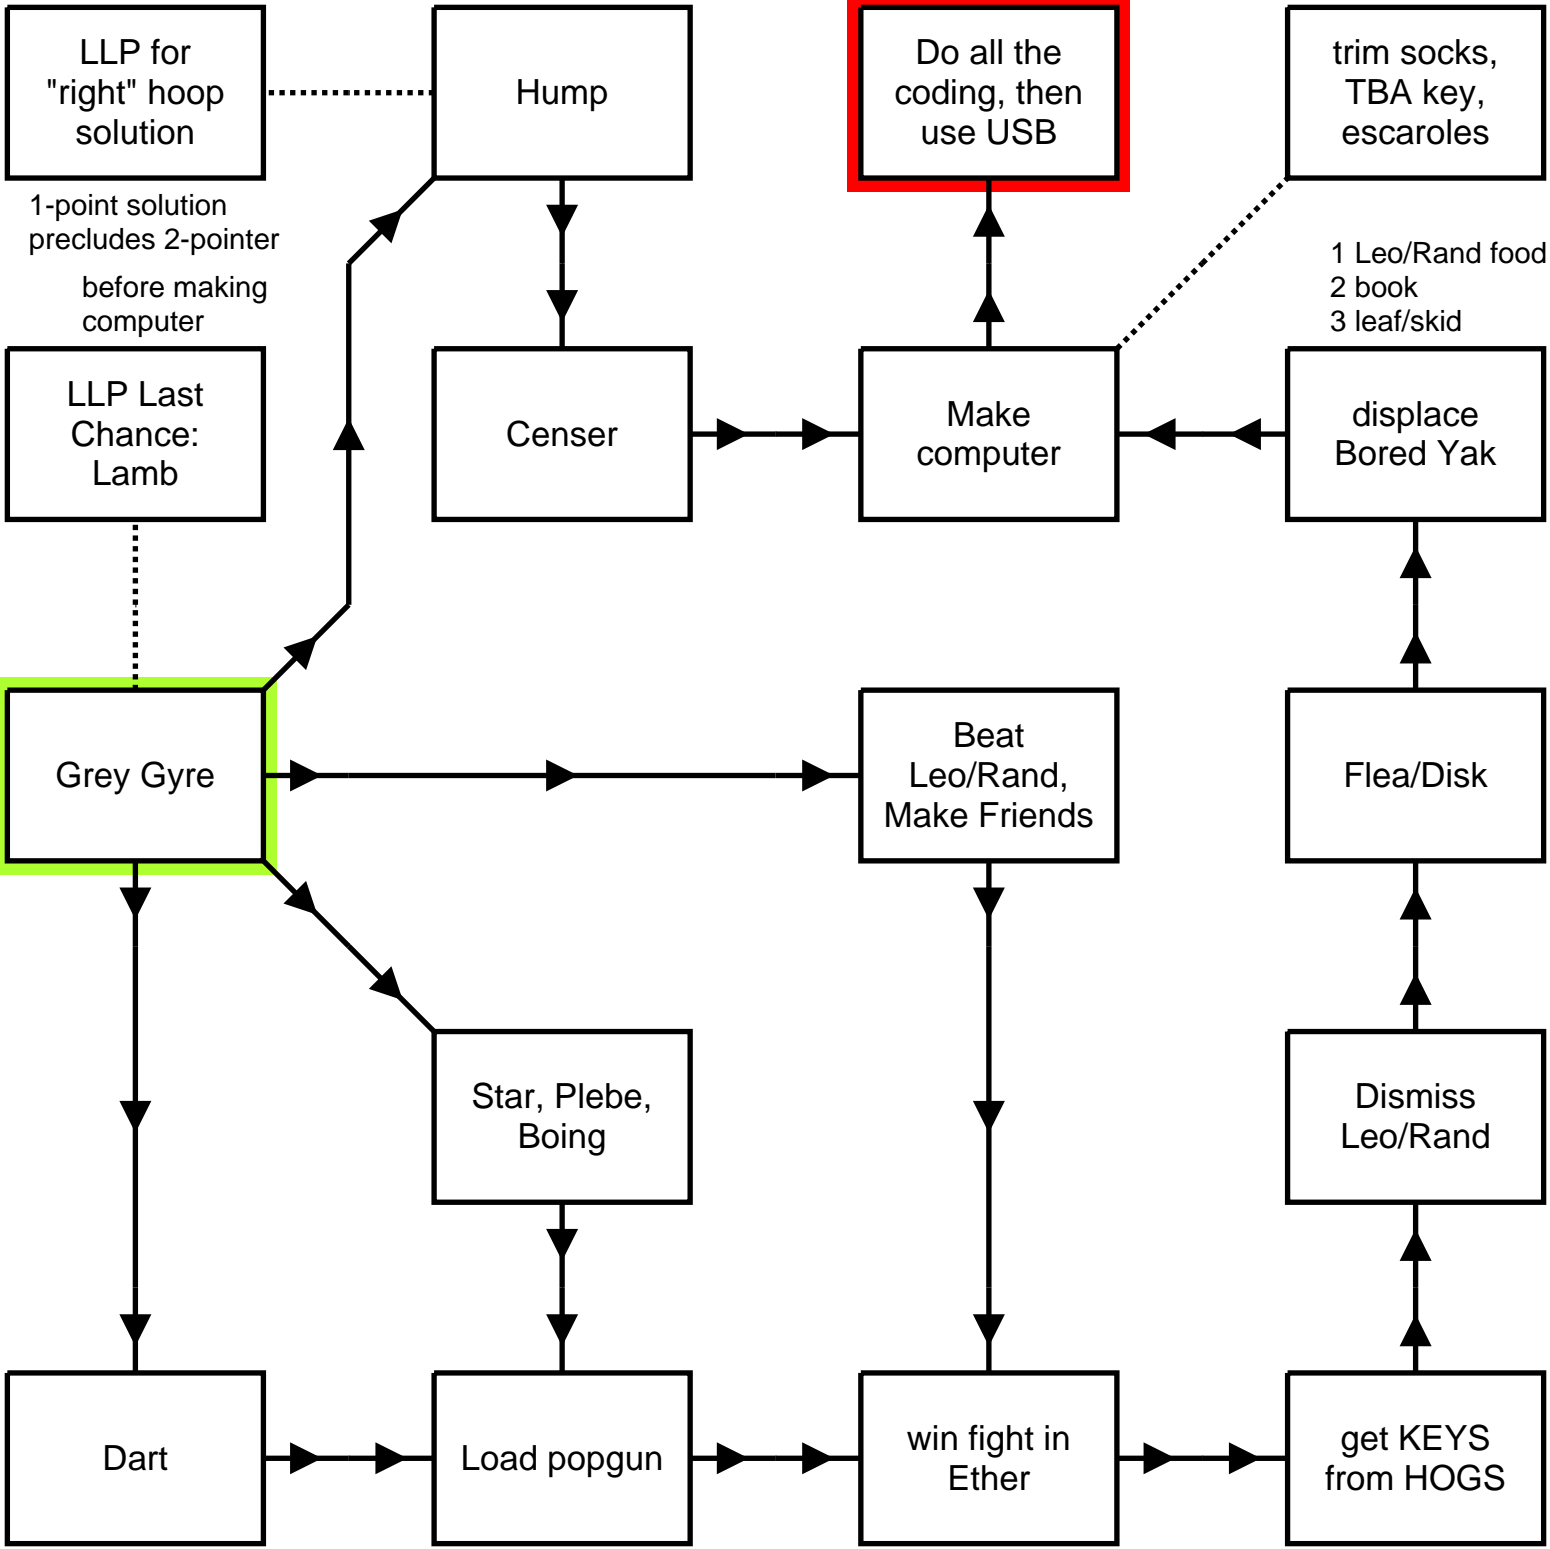 LLP for
"right" hoop
solution
Hump
Do all the
coding, then
use USB
trim socks,
TBA key,
escaroles
1-point solution
precludes 2-pointer
before making
computer
1 Leo/Rand food
2 book
3 leaf/skid
LLP Last
Chance:
Lamb
Censer
Make
computer
displace
Bored Yak
Grey Gyre
Beat
Leo/Rand,
Make Friends
Flea/Disk
Star, Plebe,
Boing
Dismiss
Leo/Rand
Dart
Load popgun
win fight in
Ether
get KEYS
from HOGS